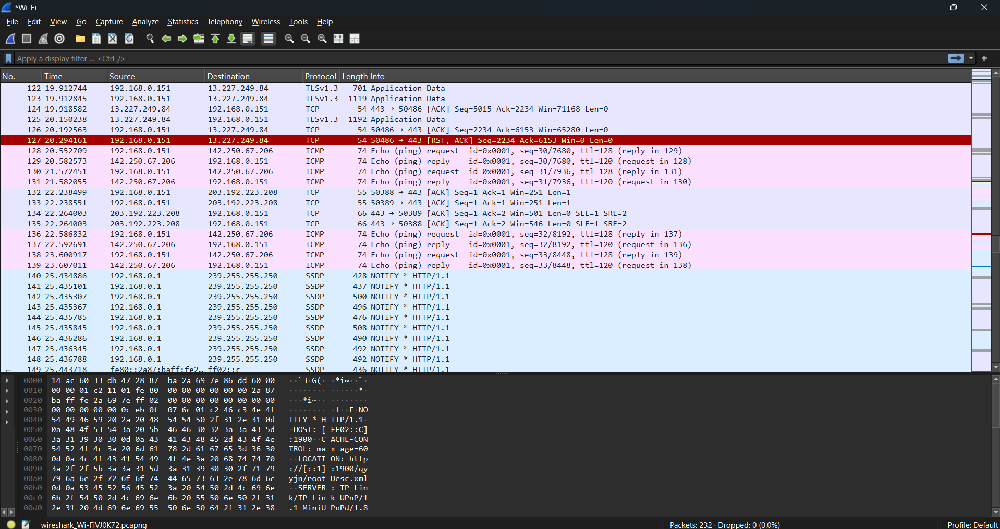 *Wi-Fi
File Edit View Go Capture Analyze Statistics Telephony Wireless Tools Help
Apply a display filter ... <Ctrl-/>
No. Time Source Destination Protocol Length Info
122 19.912744 192.168.0.151 13.227.249.84 TLSv1.3 701 Application Data
123 19.912845 192.168.0.151 13.227.249.84 TLSv1.3 1119 Application Data
124 19.918582 13.227.249.84 192.168.0.151 TCP 54 443 → 50486 [ACK] Seq=5015 Ack=2234 Win=71168 Len=0
125 20.150238 13.227.249.84 192.168.0.151 TLSv1.3 1192 Application Data
126 20.192563 192.168.0.151 13.227.249.84 TCP 54 50486 → 443 [ACK] Seq=2234 Ack=6153 Win=65280 Len=0
127 20.294161 192.168.0.151 13.227.249.84 TCP 54 50486 → 443 [RST, ACK] Seq=2234 Ack=6153 Win=0 Len=0
128 20.552709 192.168.0.151 142.250.67.206 ICMP 74 Echo (ping) request id=0x0001, seq=30/7680, ttl=128 (reply in 129)
129 20.582573 142.250.67.206 192.168.0.151 ICMP 74 Echo (ping) reply id=0x0001, seq=30/7680, ttl=120 (request in 128)
130 21.572451 192.168.0.151 142.250.67.206 ICMP 74 Echo (ping) request id=0x0001, seq=31/7936, ttl=128 (reply in 131)
131 21.582055 142.250.67.206 192.168.0.151 ICMP 74 Echo (ping) reply id=0x0001, seq=31/7936, ttl=120 (request in 130)
132 22.238499 192.168.0.151 203.192.223.208 TCP 55 50388 → 443 [ACK] Seq=1 Ack=1 Win=251 Len=1
133 22.238551 192.168.0.151 203.192.223.208 TCP 55 50389 → 443 [ACK] Seq=1 Ack=1 Win=251 Len=1
134 22.264003 203.192.223.208 192.168.0.151 TCP 66 443 → 50389 [ACK] Seq=1 Ack=2 Win=501 Len=0 SLE=1 SRE=2
135 22.264003 203.192.223.208 192.168.0.151 TCP 66 443 → 50388 [ACK] Seq=1 Ack=2 Win=546 Len=0 SLE=1 SRE=2
136 22.586832 192.168.0.151 142.250.67.206 ICMP 74 Echo (ping) request id=0x0001, seq=32/8192, ttl=128 (reply in 137)
137 22.592691 142.250.67.206 192.168.0.151 ICMP 74 Echo (ping) reply id=0x0001, seq=32/8192, ttl=120 (request in 136)
138 23.600917 192.168.0.151 142.250.67.206 ICMP 74 Echo (ping) request id=0x0001, seq=33/8448, ttl=128 (reply in 139)
139 23.607011 142.250.67.206 192.168.0.151 ICMP 74 Echo (ping) reply id=0x0001, seq=33/8448, ttl=120 (request in 138)
140 25.434886 192.168.0.1 239.255.255.250 SSDP 428 NOTIFY * HTTP/1.1
141 25.435101 192.168.0.1 239.255.255.250 SSDP 437 NOTIFY * HTTP/1.1
142 25.435307 192.168.0.1 239.255.255.250 SSDP 500 NOTIFY * HTTP/1.1
143 25.435367 192.168.0.1 239.255.255.250 SSDP 496 NOTIFY * HTTP/1.1
144 25.435785 192.168.0.1 239.255.255.250 SSDP 476 NOTIFY * HTTP/1.1
145 25.435845 192.168.0.1 239.255.255.250 SSDP 508 NOTIFY * HTTP/1.1
146 25.436286 192.168.0.1 239.255.255.250 SSDP 490 NOTIFY * HTTP/1.1
147 25.436345 192.168.0.1 239.255.255.250 SSDP 492 NOTIFY * HTTP/1.1
148 25.436788 192.168.0.1 239.255.255.250 SSDP 492 NOTIFY * HTTP/1.1
149 25.443718 fe80::2a87:baff:fe2… ff02::c SSDP 436 NOTIFY * HTTP/1.1
0000 14 ac 60 33 db 47 28 87 ba 2a 69 7e 86 dd 60 00 ··`3·G(· ·*i~··`·
0010 00 00 01 c2 11 01 fe 80 00 00 00 00 00 00 2a 87 ········ ······*·
0020 ba ff fe 2a 69 7e ff 02 00 00 00 00 00 00 00 00 ···*i~·· ········
0030 00 00 00 00 00 0c eb 0f 07 6c 01 c2 46 c3 4e 4f ········ ·l··F·NO
0040 54 49 46 59 20 2a 20 48 54 54 50 2f 31 2e 31 0d TIFY * H TTP/1.1·
0050 0a 48 4f 53 54 3a 20 5b 46 46 30 32 3a 3a 43 5d ·HOST: [ FF02::C]
0060 3a 31 39 30 30 0d 0a 43 41 43 48 45 2d 43 4f 4e :1900··C ACHE-CON
0070 54 52 4f 4c 3a 20 6d 61 78 2d 61 67 65 3d 36 30 TROL: ma x-age=60
0080 0d 0a 4c 4f 43 41 54 49 4f 4e 3a 20 68 74 74 70 ··LOCATI ON: http
0090 3a 2f 2f 5b 3a 3a 31 5d 3a 31 39 30 30 2f 71 79 ://[::1] :1900/qy
00a0 79 6a 6e 2f 72 6f 6f 74 44 65 73 63 2e 78 6d 6c yjn/root Desc.xml
00b0 0d 0a 53 45 52 56 45 52 3a 20 54 50 2d 4c 69 6e ··SERVER : TP-Lin
00c0 6b 2f 54 50 2d 4c 69 6e 6b 20 55 50 6e 50 2f 31 k/TP-Lin k UPnP/1
00d0 2e 31 20 4d 69 6e 69 55 50 6e 50 64 2f 31 2e 38 .1 MiniU PnPd/1.8
wireshark_Wi-FiVJ0K72.pcapng Packets: 232 · Dropped: 0 (0.0%) Profile: Default